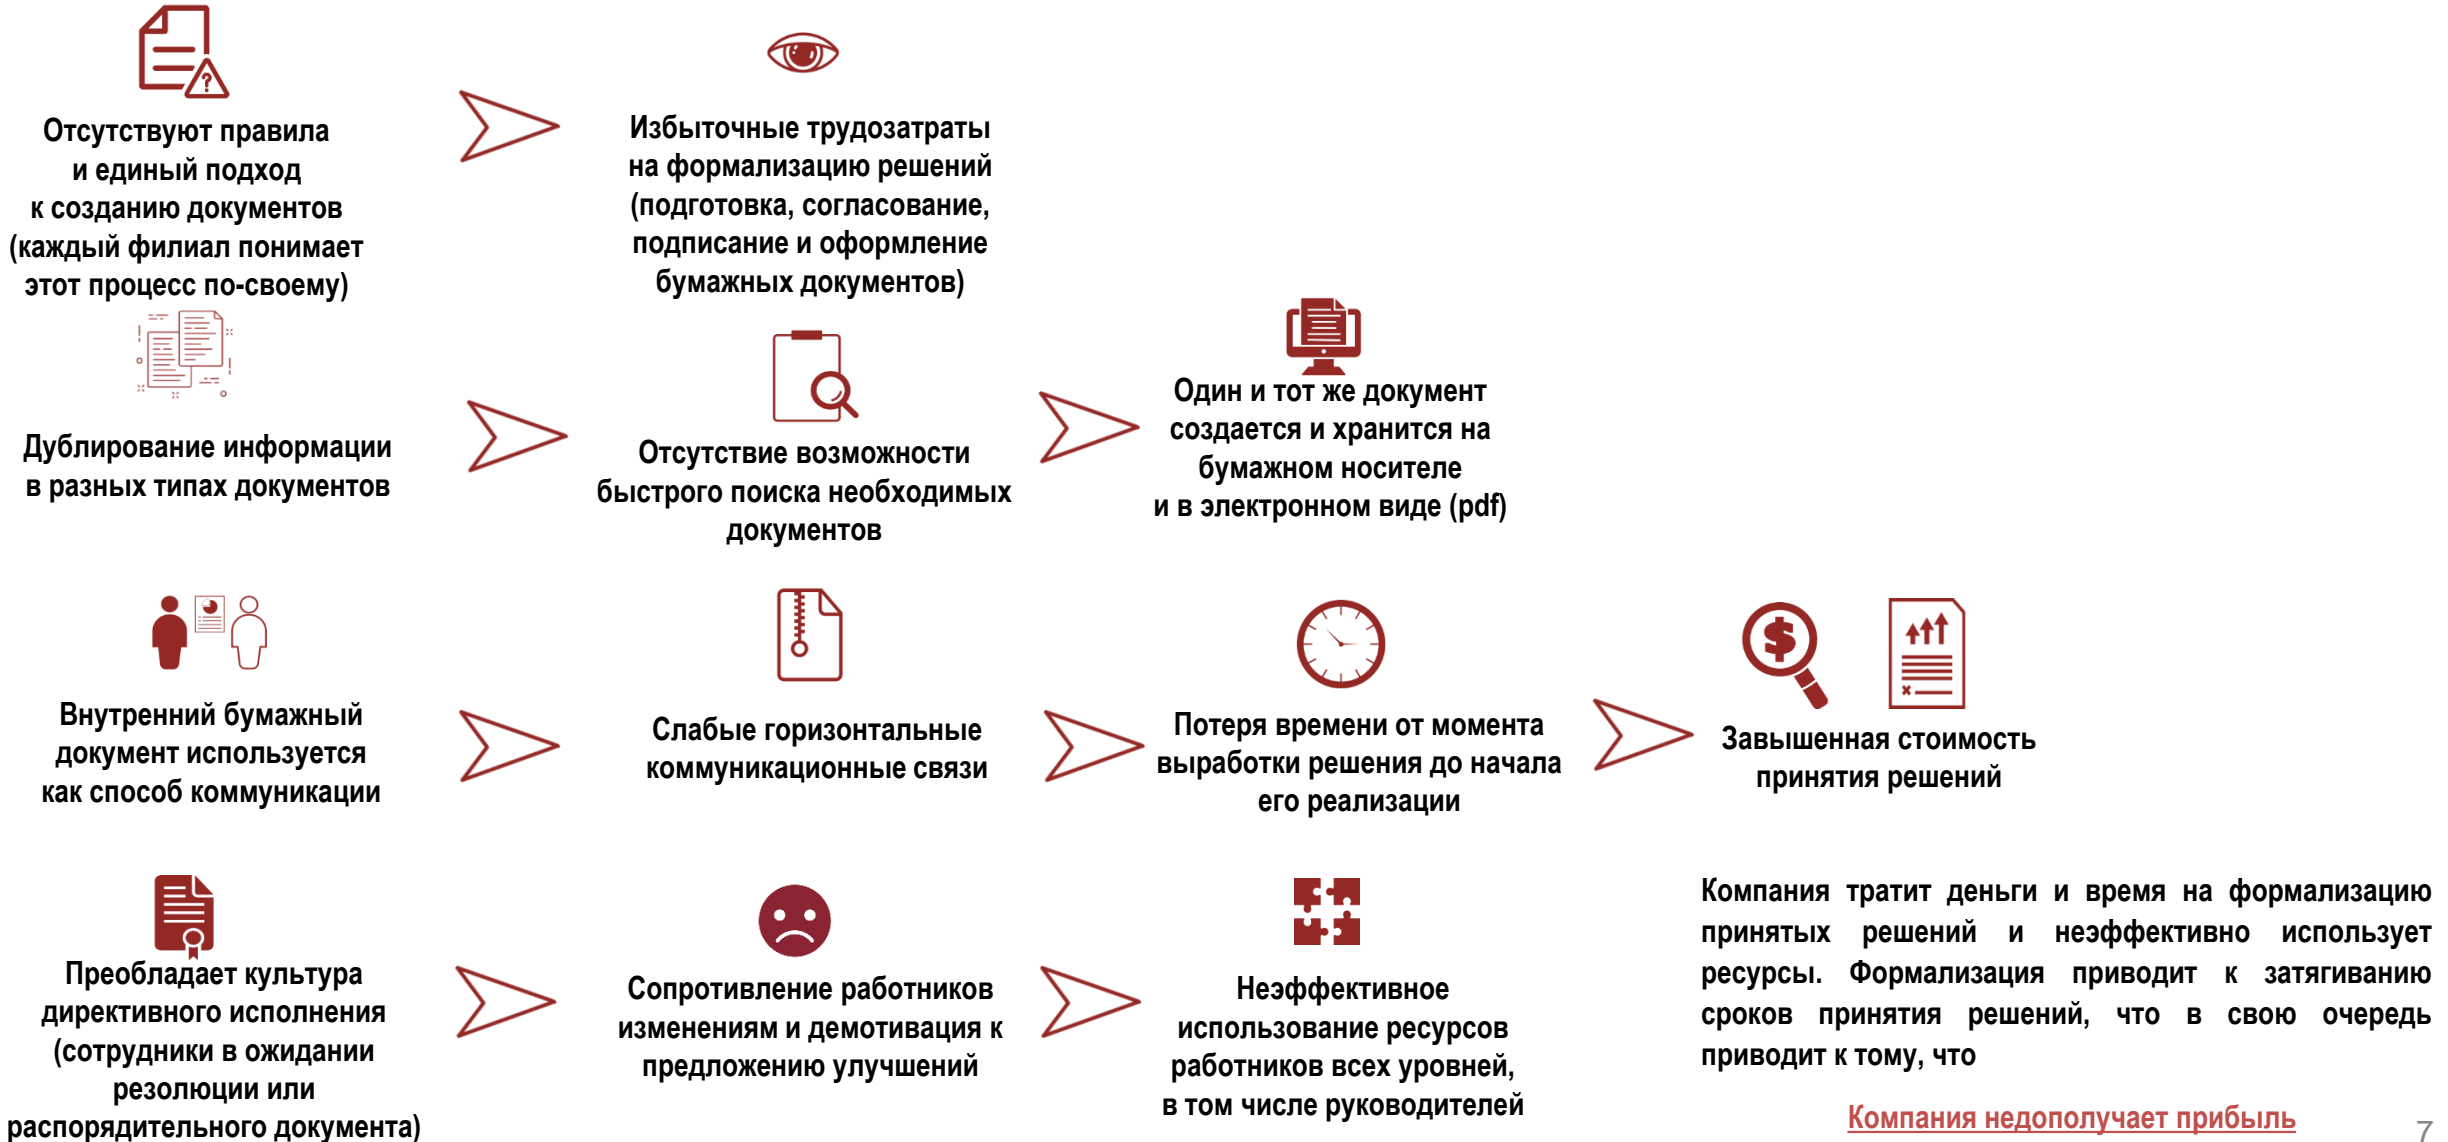 Отсутствуют правила
и единый подход
к созданию документов
(каждый филиал понимает
этот процесс по-своему)
Избыточные трудозатраты
на формализацию решений
(подготовка, согласование,
подписание и оформление
бумажных документов)
Дублирование информации
в разных типах документов
Отсутствие возможности
быстрого поиска необходимых
документов
Один и тот же документ
создается и хранится на
бумажном носителе
и в электронном виде (pdf)
Внутренний бумажный
документ используется
как способ коммуникации
Слабые горизонтальные
коммуникационные связи
Потеря времени от момента
выработки решения до начала
его реализации
Завышенная стоимость
принятия решений
Преобладает культура
директивного исполнения
(сотрудники в ожидании
резолюции или
распорядительного документа)
Сопротивление работников
изменениям и демотивация к
предложению улучшений
Неэффективное
использование ресурсов
работников всех уровней,
в том числе руководителей
Компания тратит деньги и время на формализацию
принятых решений и неэффективно использует
ресурсы. Формализация приводит к затягиванию
сроков принятия решений, что в свою очередь
приводит к тому, что
Компания недополучает прибыль
7